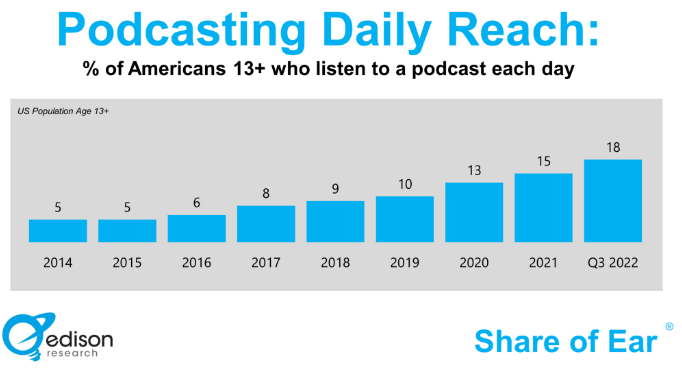 Podcasting Daily Reach:
% of Americans 13+ who listen to a podcast each day
US Population Age 13+
5 5 6 8 9 10 13 15 18
2014 2015 2016 2017 2018 2019 2020 2021 Q3 2022
edison
research
Share of Ear ®